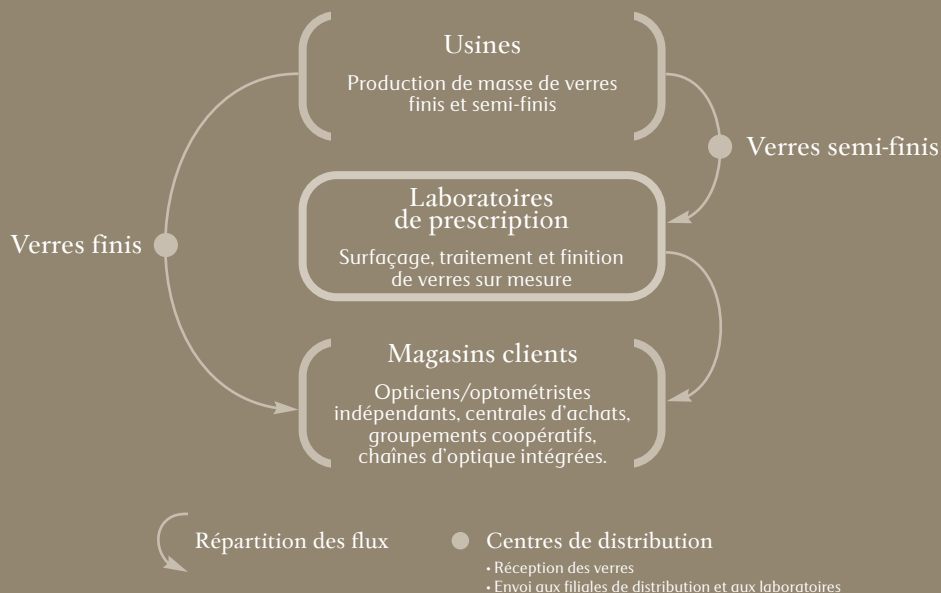 Usines
Production de masse de verres
finis et semi-finis
Verres semi-finis
Laboratoires
de prescription
Surfaçage, traitement et finition
de verres sur mesure
Verres finis
Magasins clients
Opticiens/optométristes
indépendants, centrales d'achats,
groupements coopératifs,
chaînes d'optique intégrées.
Répartition des flux
Centres de distribution
• Réception des verres
• Envoi aux filiales de distribution et aux laboratoires